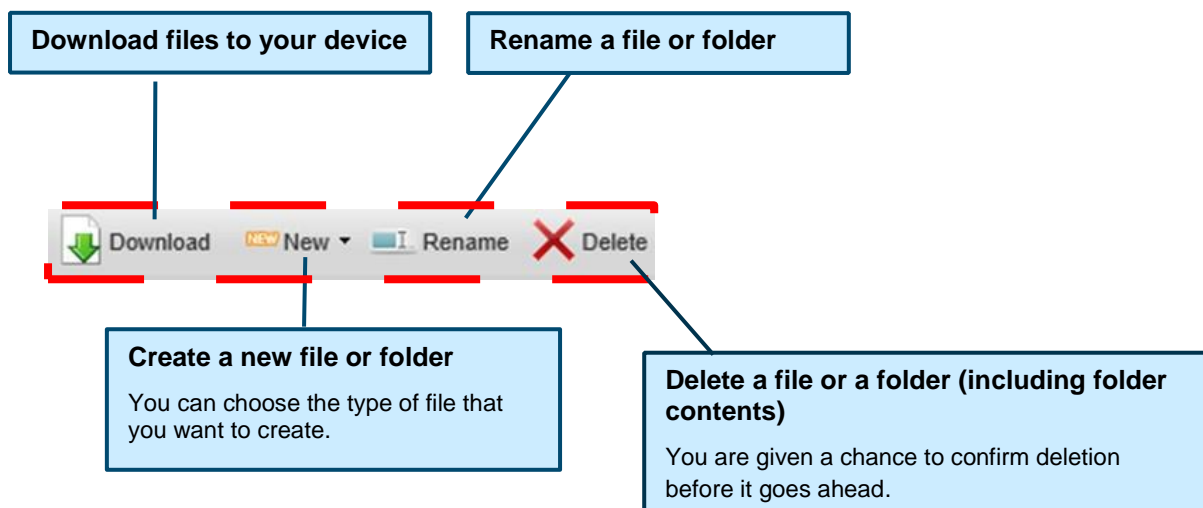 Download files to your device
Rename a file or folder
Download
NEW New
Rename
Delete
Create a new file or folder
You can choose the type of file that
you want to create.
Delete a file or a folder (including folder
contents)
You are given a chance to confirm deletion
before it goes ahead.